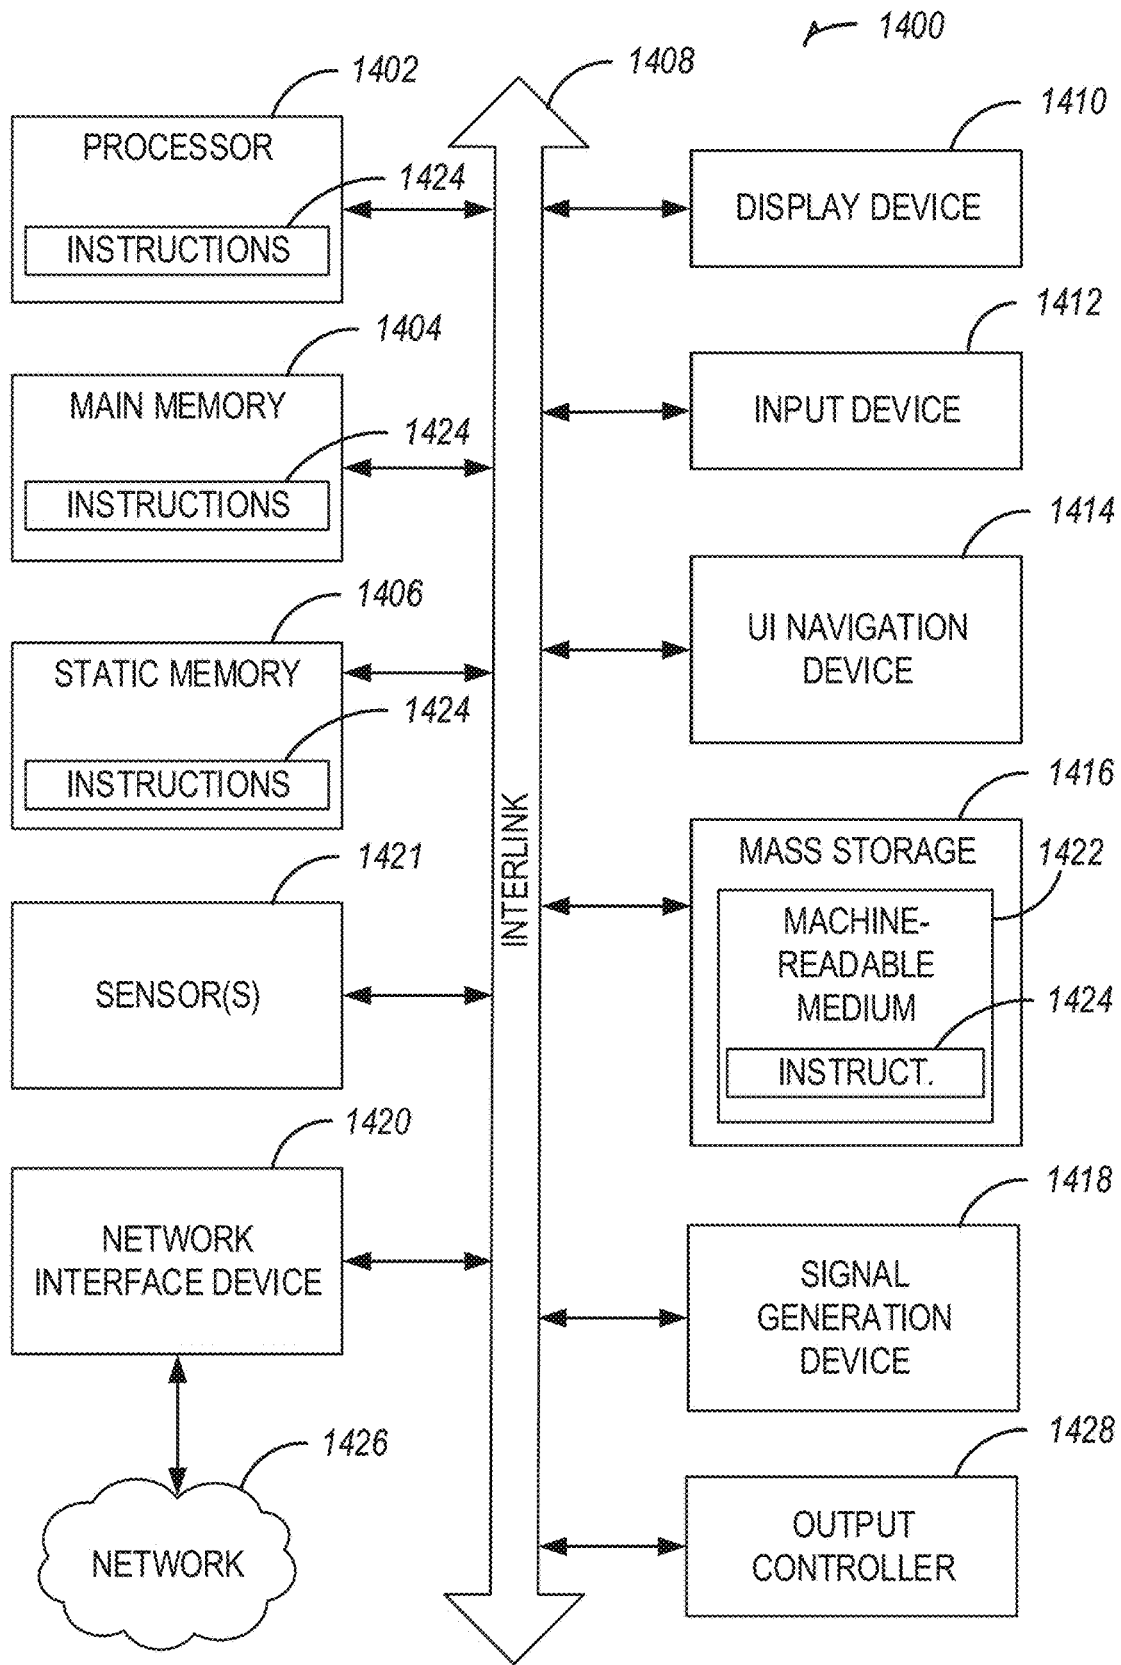 1400
1402
PROCESSOR
1424
INSTRUCTIONS
1404
MAIN MEMORY
1424
INSTRUCTIONS
1406
STATIC MEMORY
1424
INSTRUCTIONS
1421
SENSOR(S)
1420
NETWORK
INTERFACE DEVICE
1426
NETWORK
1408
INTERLINK
1410
DISPLAY DEVICE
1412
INPUT DEVICE
1414
UI NAVIGATION
DEVICE
1416
MASS STORAGE
1422
MACHINE-
READABLE
MEDIUM
1424
INSTRUCT.
1418
SIGNAL
GENERATION
DEVICE
1428
OUTPUT
CONTROLLER